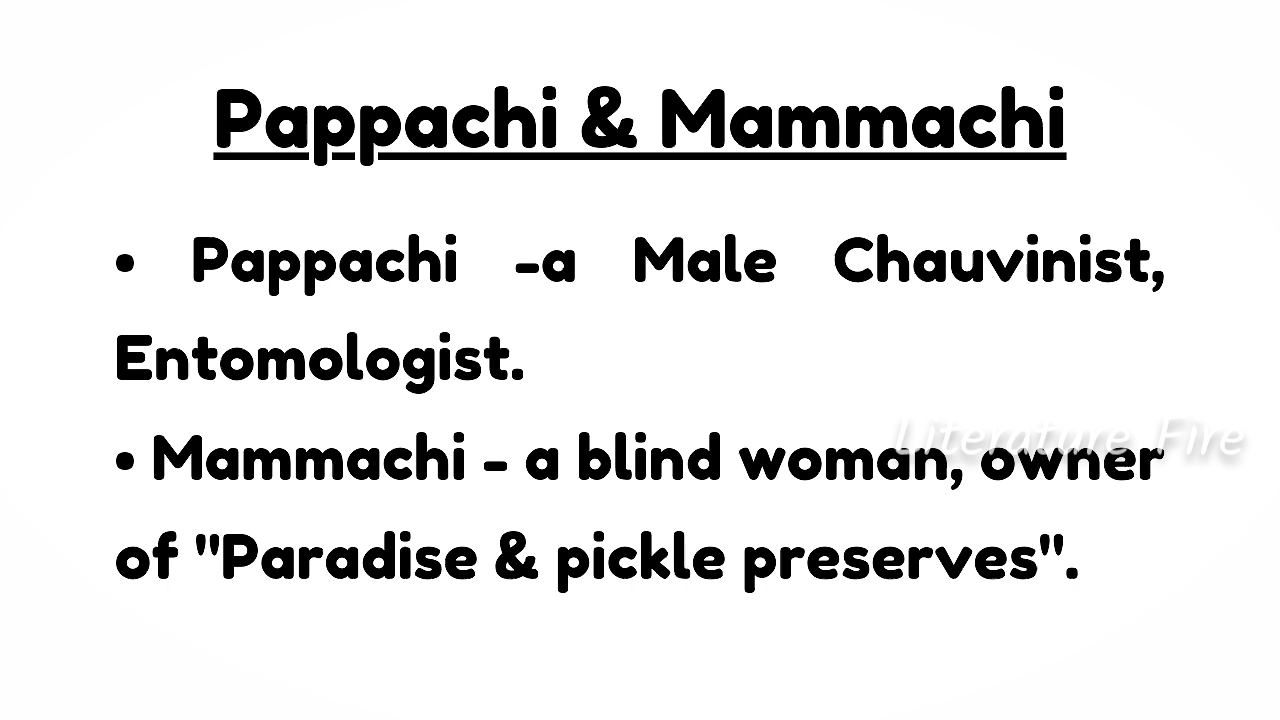 Pappachi & Mammachi
• Pappachi -a Male Chauvinist,
Entomologist.
• Mammachi - a blind woman, owner
of "Paradise & pickle preserves".
Literature Fire